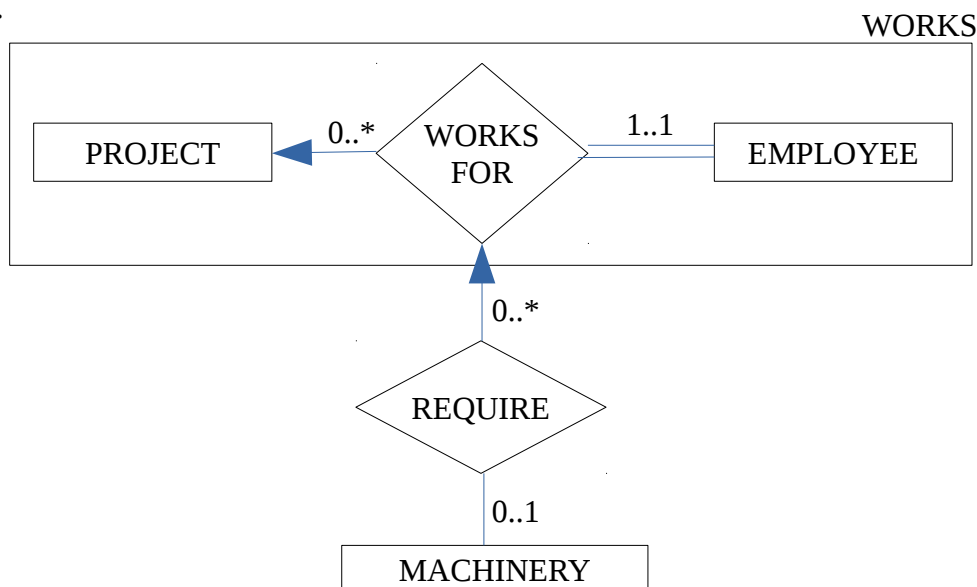 WORKS
PROJECT
0..*
WORKS
FOR
1..1
EMPLOYEE
0..*
REQUIRE
0..1
MACHINERY